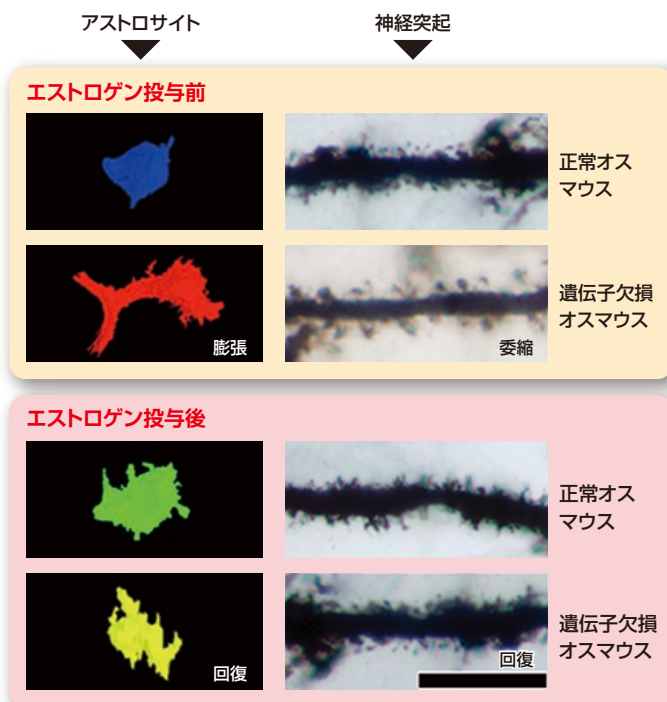 アストロサイト
神経突起
エストロゲン投与前
正常オス
マウス
膨張
委縮
遺伝子欠損
オスマウス
エストロゲン投与後
正常オス
マウス
回復
回復
遺伝子欠損
オスマウス